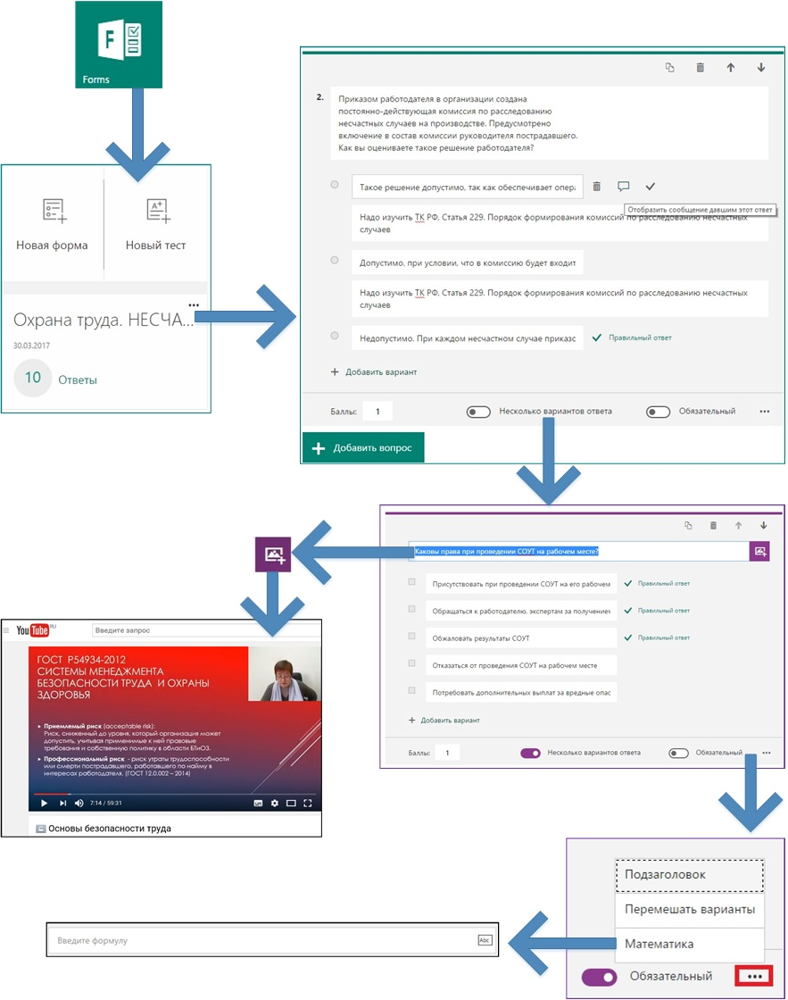 F
Forms
Новая форма
Новый тест
Охрана труда. НЕСЧА...
30.03.2017
10
Ответы
2.
Приказом работодателя в организации создана
постоянно-действующая комиссия по расследованию
несчастных случаев на производстве. Предусмотрено
включение в состав комиссии руководителя пострадавшего.
Как вы оцениваете такое решение работодателя?
Такое решение допустимо, так как обеспечивает опер
Отобразить сообщение давшим этот ответ
Надо изучить ТК РФ, Статья 229. Порядок формирования комиссий по расследованию несчастных
случаев
Допустимо, при условии, что в комиссию будет входит
Надо изучить ТК РФ, Статья 229. Порядок формирования комиссий по расследованию несчастных
случаев
Недопустимо. При каждом несчастном случае приказс
Правильный ответ
+ Добавить вариант
Баллы:
1
Несколько вариантов ответа
Обязательный
...
+ Добавить вопрос
Каковы права при проведении СОУТ на рабочем месте?
Присутствовать при проведении СОУТ на его рабочем
Правильный ответ
Обращаться к работодателю, экспертам за получением
Правильный ответ
Обжаловать результаты СОУТ
Правильный ответ
Отказаться от проведения СОУТ на рабочем месте
Потребовать дополнительных выплат за вредные опас
+ Добавить вариант
Баллы:
1
Несколько вариантов ответа
Обязательный
...
YouTube RU
Введите запрос
ГОСТ Р54934-2012
СИСТЕМЫ МЕНЕДЖМЕНТА
БЕЗОПАСНОСТИ ТРУДА И ОХРАНЫ
ЗДОРОВЬЯ
Приемлемый риск (acceptable risk):
Риск, сниженный до уровня, который организация может
допустить, учитывая применимые к ней правовые
требования и собственную политику в области БТиОЗ.
Профессиональный риск - риск утраты трудоспособности
или смерти пострадавшего, работавшего по найму в
интересах работодателя. (ГОСТ 12.0.002 – 2014)
7:14 / 59:31
Основы безопасности труда
Подзаголовок
Перемешать варианты
Математика
Обязательный
...
Введите формулу
Abc